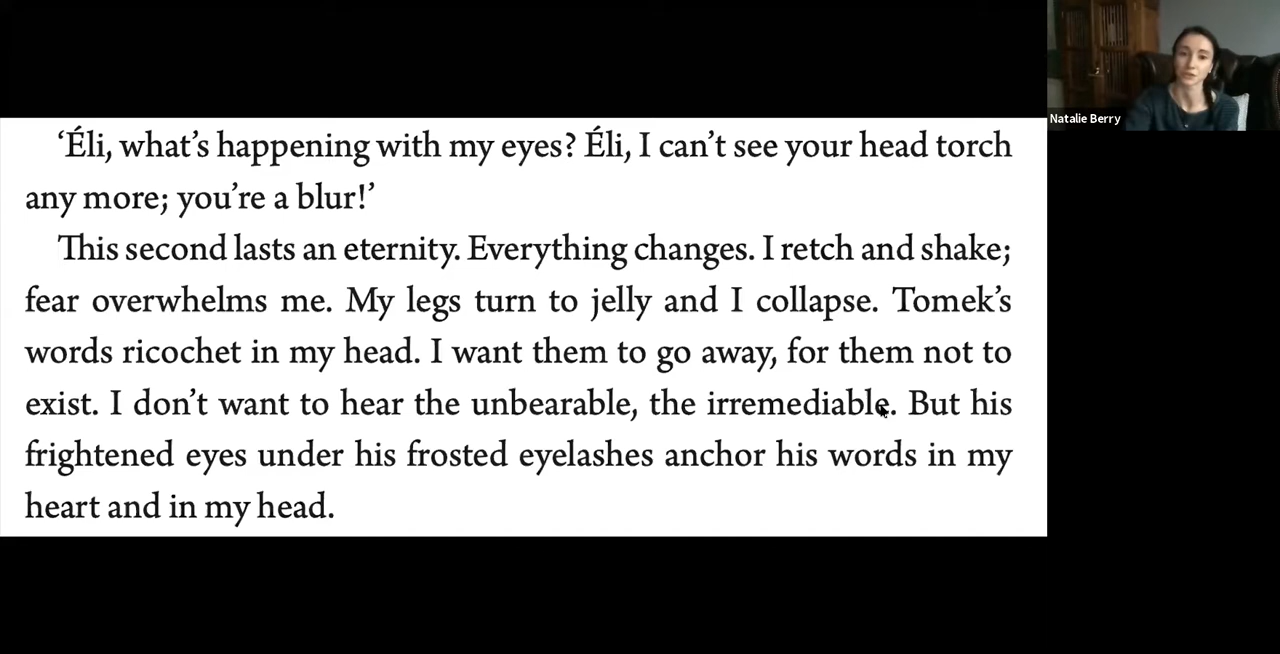 ‘Éli, what’s happening with my eyes? Éli, I can’t see your head torch
any more; you’re a blur!’
This second lasts an eternity. Everything changes. I retch and shake;
fear overwhelms me. My legs turn to jelly and I collapse. Tomek’s
words ricochet in my head. I want them to go away, for them not to
exist. I don’t want to hear the unbearable, the irremediable. But his
frightened eyes under his frosted eyelashes anchor his words in my
heart and in my head.
Natalie Berry